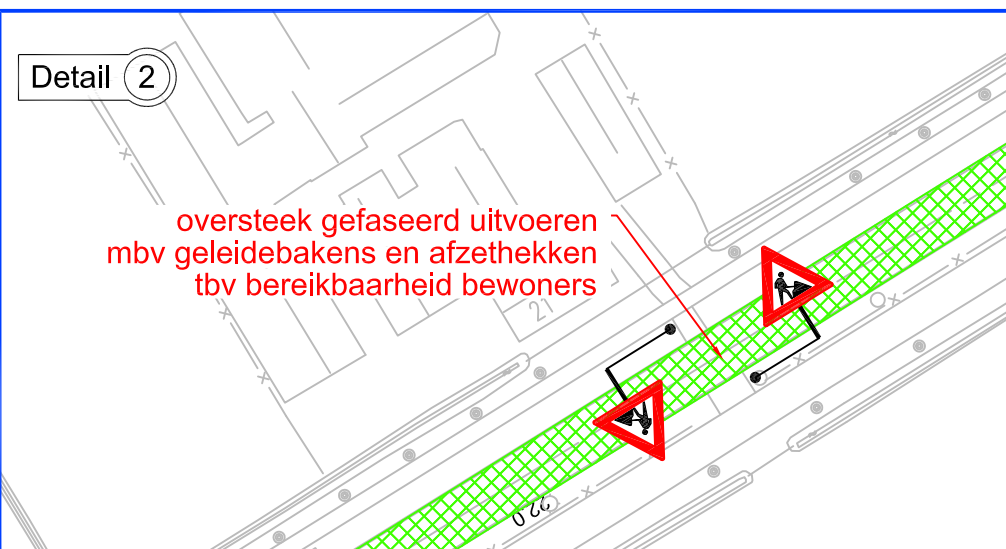 Detail 2
oversteek gefaseerd uitvoeren
mbv geleidebakens en afzethekken
tbv bereikbaarheid bewoners
21
22.0